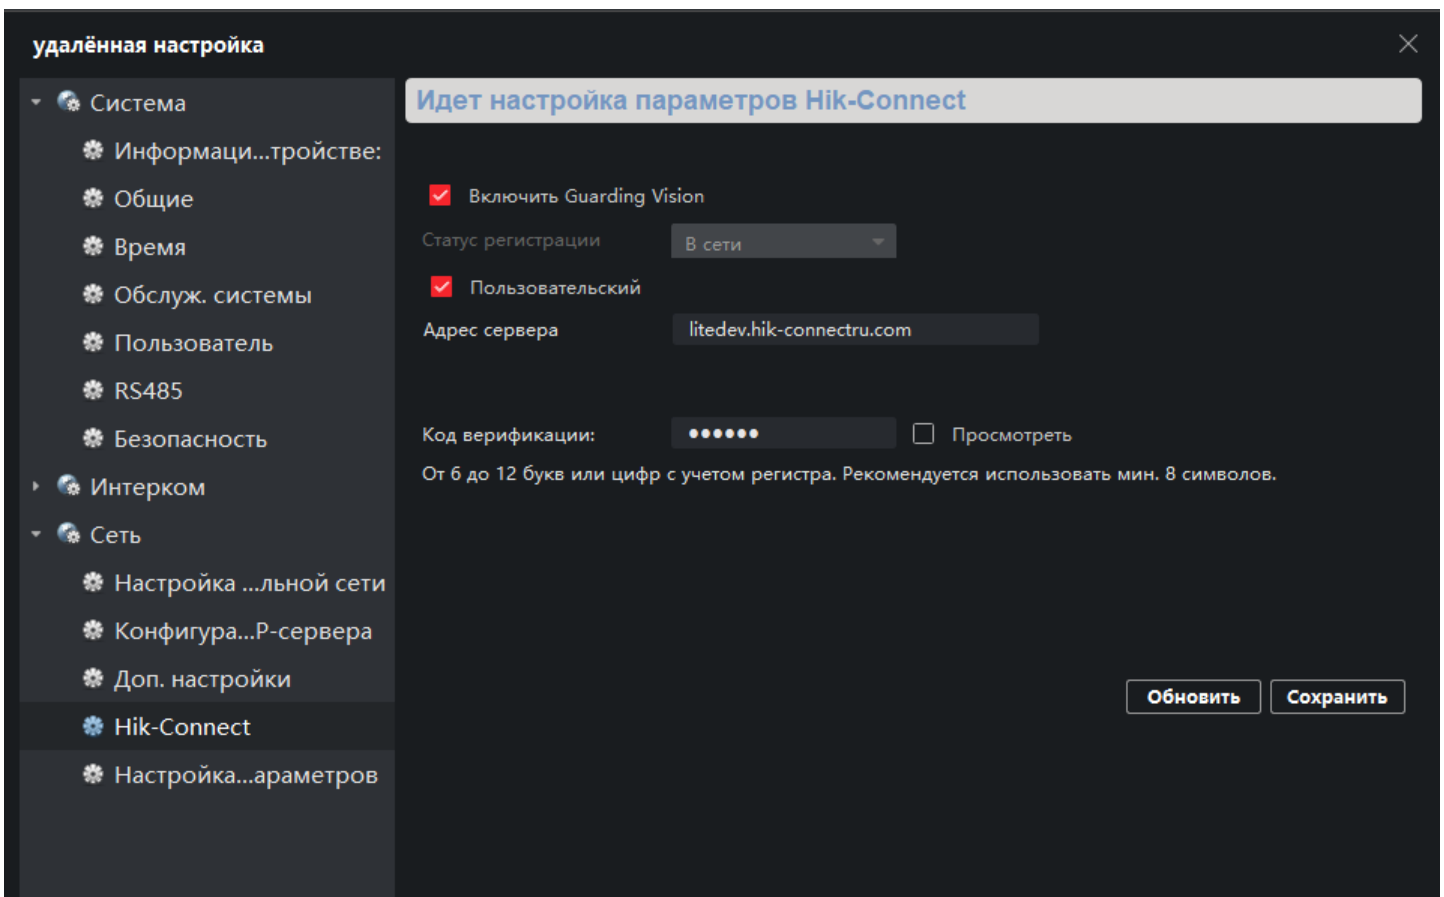 удалённая настройка
Система
Информаци...тройстве:
Общие
Время
Обслуж. системы
Пользователь
RS485
Безопасность
Интерком
Сеть
Настройка ...льной сети
Конфигура...Р-сервера
Доп. настройки
Hik-Connect
Настройка...араметров
Идет настройка параметров Hik-Connect
Включить Guarding Vision
Статус регистрации В сети
Пользовательский
Адрес сервера litedev.hik-connectru.com
Код верификации: •••••• Просмотреть
От 6 до 12 букв или цифр с учетом регистра. Рекомендуется использовать мин. 8 символов.
Обновить Сохранить